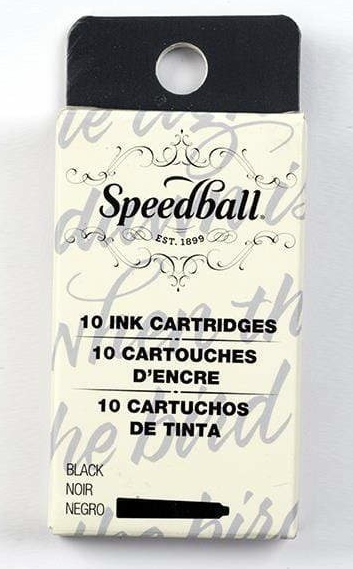 Speedball.
EST. 1899
10 INK CARTRIDGES
10 CARTOUCHES
D'ENCRE
10 CARTUCHOS
DE TINTA
BLACK
NOIR
NEGRO